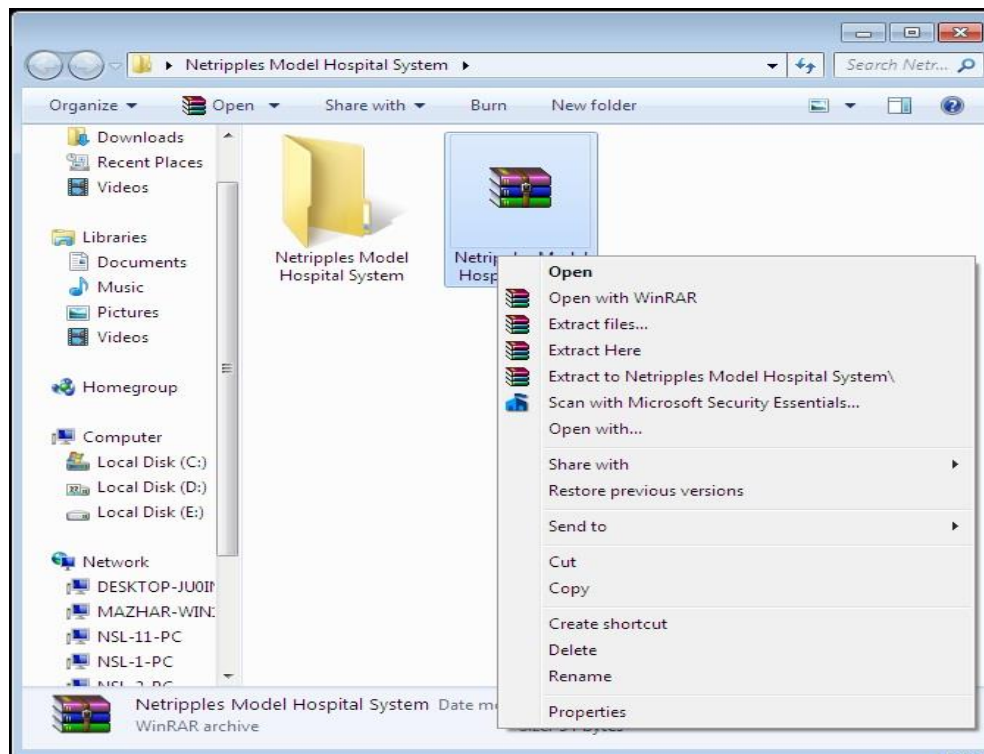 Netripples Model Hospital System
Search Netr...
Organize
Open
Share with
Burn
New folder
Downloads
Recent Places
Videos
Libraries
Documents
Music
Pictures
Videos
Homegroup
Computer
Local Disk (C:)
Local Disk (D:)
Local Disk (E:)
Network
DESKTOP-JU0I
MAZHAR-WIN
NSL-11-PC
NSL-1-PC
Netripples Model
Hospital System
Open
Open with WinRAR
Extract files...
Extract Here
Extract to Netripples Model Hospital System\
Scan with Microsoft Security Essentials...
Open with...
Share with
Restore previous versions
Send to
Cut
Copy
Create shortcut
Delete
Rename
Properties
Netripples Model Hospital System Date
WinRAR archive